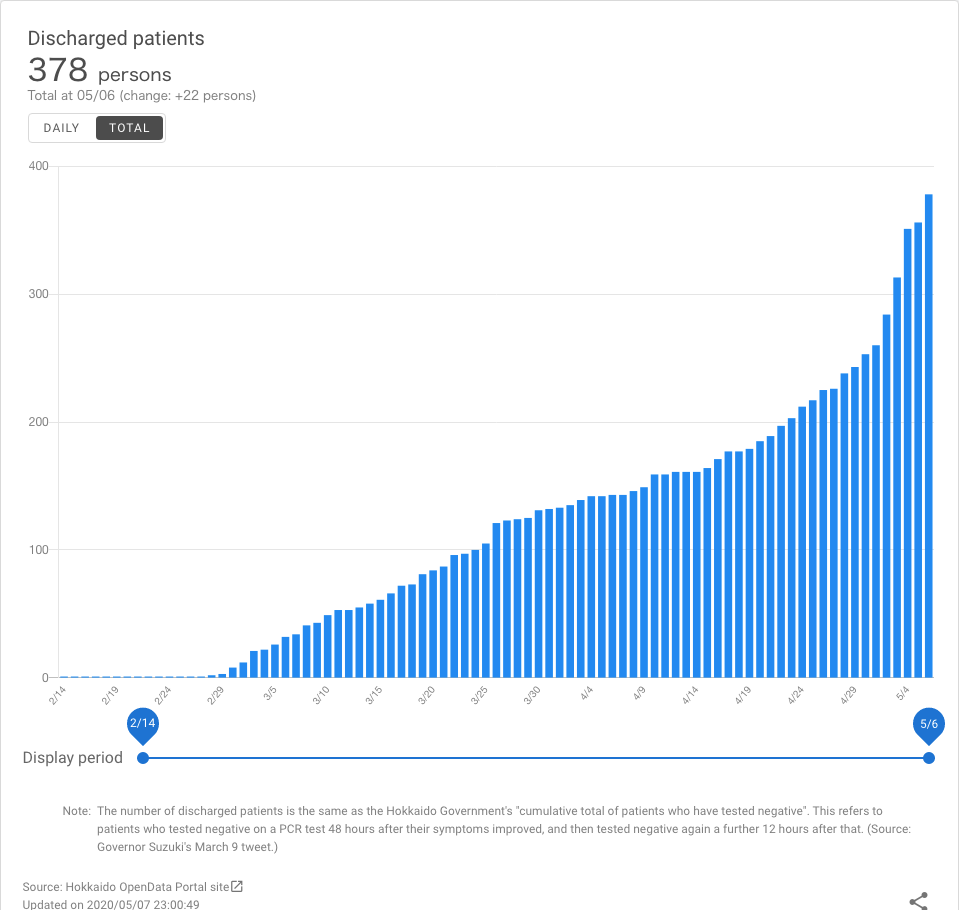 Discharged patients
378 persons
Total at 05/06 (change: +22 persons)
DAILY TOTAL
400
300
200
100
0
2/14 2/19 2/24 2/29 3/5 3/10 3/15 3/20 3/25 3/30 4/4 4/9 4/14 4/19 4/24 4/29 5/4
2/14 5/6
Display period
Note: The number of discharged patients is the same as the Hokkaido Government's "cumulative total of patients who have tested negative". This refers to
patients who tested negative on a PCR test 48 hours after their symptoms improved, and then tested negative again a further 12 hours after that. (Source:
Governor Suzuki's March 9 tweet.)
Source: Hokkaido OpenData Portal site
Updated on 2020/05/07 23:00:49